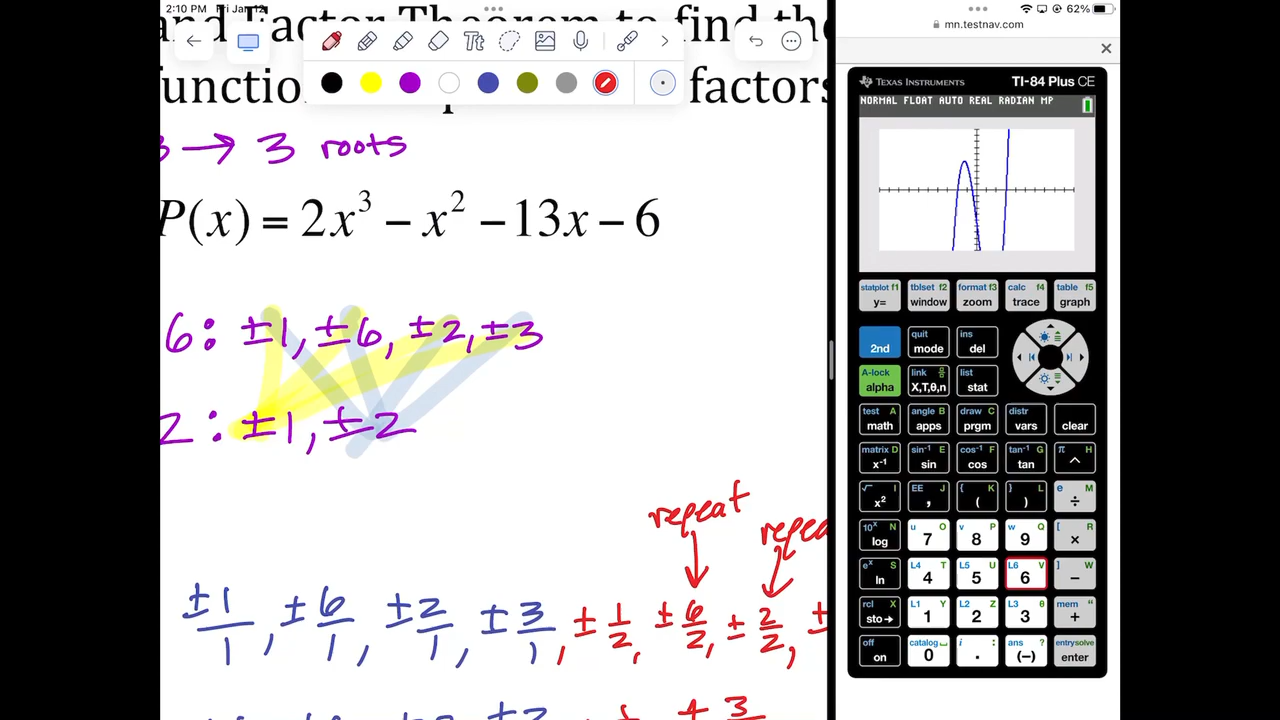 2:10 PM Fri Jan 12
62%
mn.testnav.com
and Factor Theorem to find the
functio
factors
3 → 3 roots
P(x) = 2x³ − x² − 13x − 6
6: ±1, ±6, ±2, ±3
2: ±1, ±2
repeat
repea
±1/1, ±6/1, ±2/1, ±3/1, ±1/2, ±6/2, ±2/2, ±
Tt
TEXAS INSTRUMENTS TI-84 Plus CE
NORMAL FLOAT AUTO REAL RADIAN MP
statplot f1 tblset f2 format f3 calc f4 table f5
y= window zoom trace graph
quit ins
2nd mode del
A-lock link list
alpha X,T,θ,n stat
test A angle B draw C distr
math apps prgm vars clear
matrix D sin⁻¹ E cos⁻¹ F tan⁻¹ G π H
x⁻¹ sin cos tan ^
√ I EE J { K } L e M
x² , ( ) ÷
10ˣ N u O v P w Q [ R
log 7 8 9 ×
eˣ S L4 T L5 U L6 V ] W
ln 4 5 6 −
rcl X L1 Y L2 Z L3 θ mem "
sto→ 1 2 3 +
off catalog i : ans ? entry solve
on 0 . (−) enter